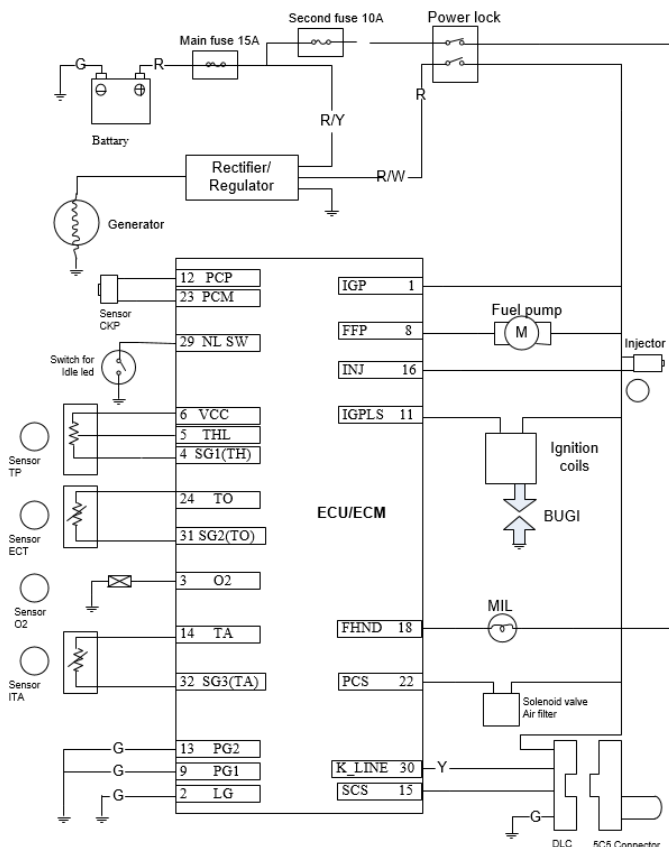 Second fuse 10A
Power lock
Main fuse 15A
G
R
R
Battary
R/Y
Rectifier/
Regulator
R/W
Generator
12 PCP
23 PCM
Sensor
CKP
29 NL SW
Switch for
Idle led
6 VCC
5 THL
4 SG1(TH)
Sensor
TP
24 TO
31 SG2(TO)
Sensor
ECT
3 O2
Sensor
O2
14 TA
32 SG3(TA)
Sensor
ITA
G 13 PG2
G 9 PG1
G 2 LG
ECU/ECM
IGP 1
Fuel pump
FFP 8
M
Injector
INJ 16
IGPLS 11
Ignition
coils
BUGI
MIL
FHND 18
PCS 22
Solenoid valve
Air filter
K_LINE 30 Y
SCS 15
G
DLC
5C5 Connector